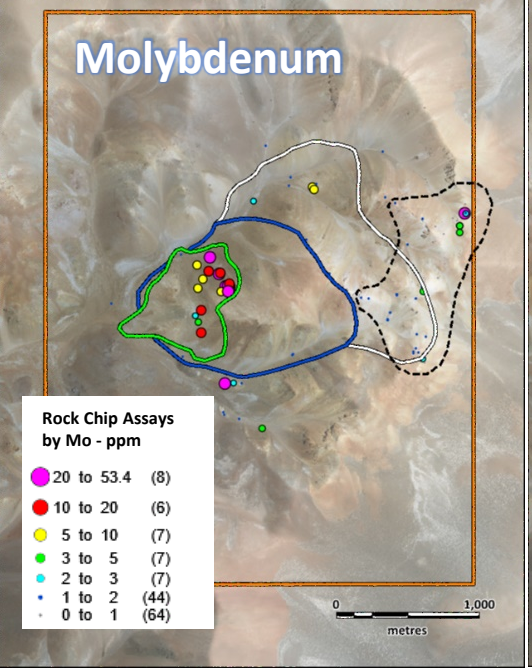 Molybdenum
Rock Chip Assays
by Mo - ppm
20 to 53.4 (8)
10 to 20 (6)
5 to 10 (7)
3 to 5 (7)
2 to 3 (7)
1 to 2 (44)
0 to 1 (64)
0 1,000
metres